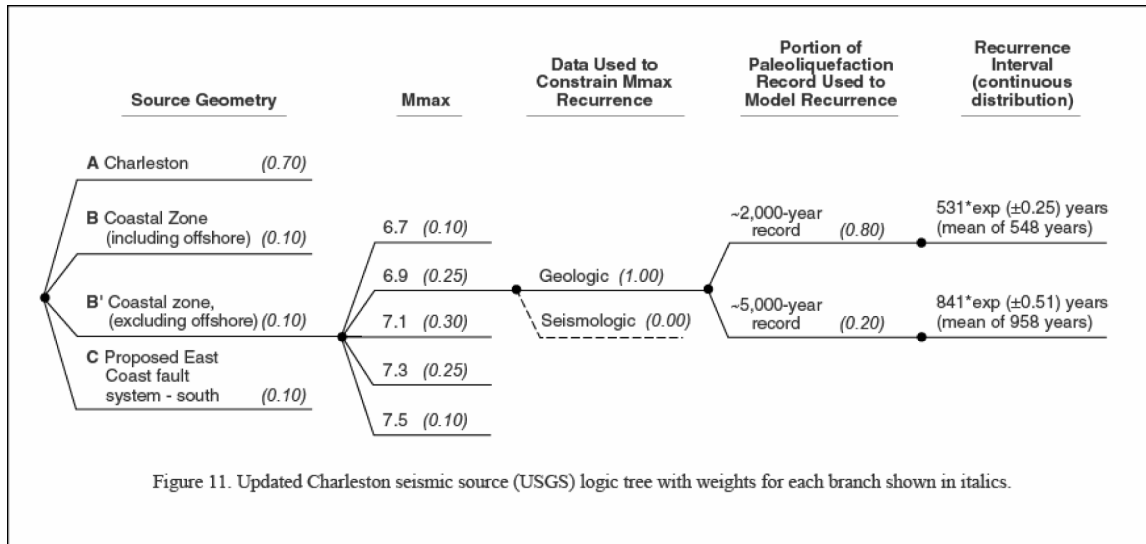 Source Geometry
Mmax
Data Used to
Constrain Mmax
Recurrence
Portion of
Paleoliquefaction
Record Used to
Model Recurrence
Recurrence
Interval
(continuous
distribution)
A Charleston (0.70)
B Coastal Zone
(including offshore) (0.10)
B' Coastal zone,
(excluding offshore) (0.10)
C Proposed East
Coast fault
system - south (0.10)
6.7 (0.10)
6.9 (0.25)
7.1 (0.30)
7.3 (0.25)
7.5 (0.10)
Geologic (1.00)
Seismologic (0.00)
~2,000-year
record (0.80)
~5,000-year
record (0.20)
531*exp (±0.25) years
(mean of 548 years)
841*exp (±0.51) years
(mean of 958 years)
Figure 11. Updated Charleston seismic source (USGS) logic tree with weights for each branch shown in italics.